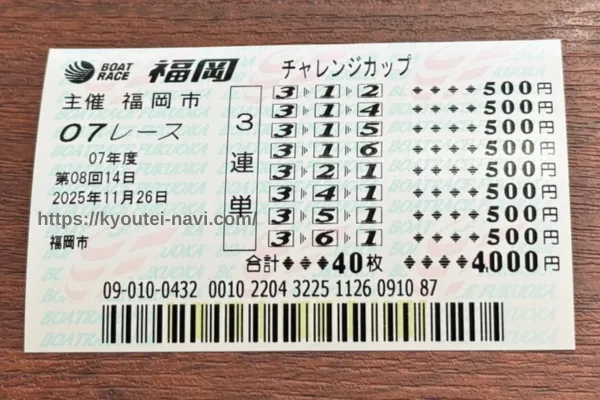 BOAT RACE 福岡 チャレンジカップ
主催 福岡市
07レース
07年度
第08回14日
2025年11月26日
https://kyoutei-navi.com/
福岡市
3連単
3 1 2 500円
3 1 4 500円
3 1 5 500円
3 1 6 500円
3 2 1 500円
3 4 1 500円
3 5 1 500円
3 6 1 500円
合計 40枚 4,000円
09-010-0432 0010 2204 3225 1126 0910 87